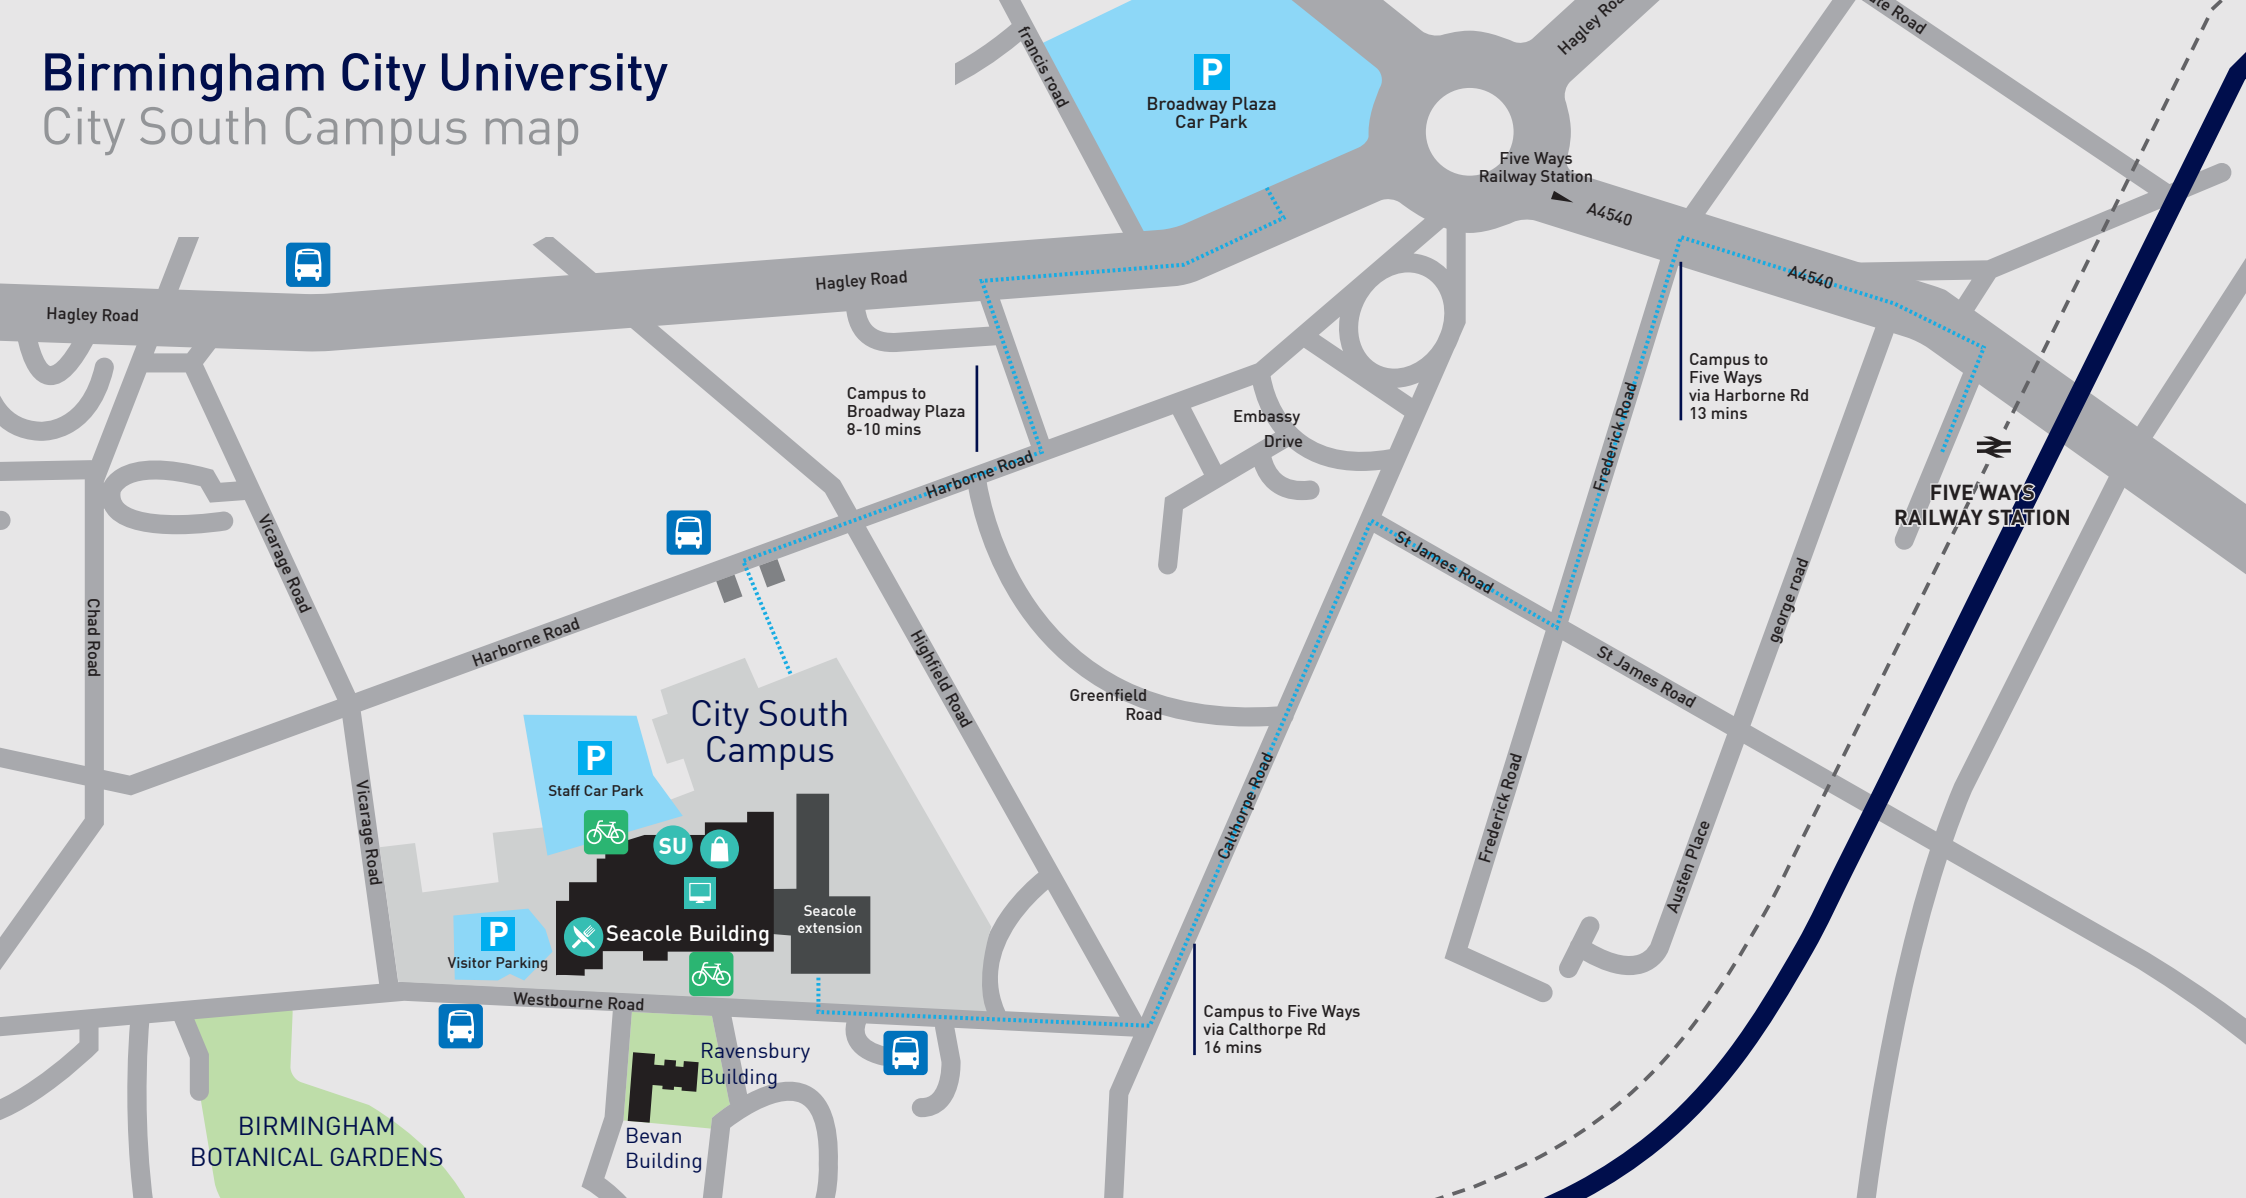 Birmingham City University
City South Campus map
francis road
P
Broadway Plaza
Car Park
Hagley Roa
Road
Five Ways
Railway Station
A4540
A4540
Hagley Road
Hagley Road
Campus to
Broadway Plaza
8-10 mins
Campus to
Five Ways
via Harborne Rd
13 mins
Embassy
Drive
Frederick Road
Harborne Road
FIVE WAYS
RAILWAY STATION
Vicarage Road
St James Road
Chad Road
Harborne Road
george road
Highfield Road
Greenfield
Road
St James Road
City South
Campus
P
Staff Car Park
Vicarage Road
Calthorpe Road
Frederick Road
Austen Place
SU
Seacole Building
Seacole
extension
P
Visitor Parking
Westbourne Road
Campus to Five Ways
via Calthorpe Rd
16 mins
Ravensbury
Building
BIRMINGHAM
BOTANICAL GARDENS
Bevan
Building